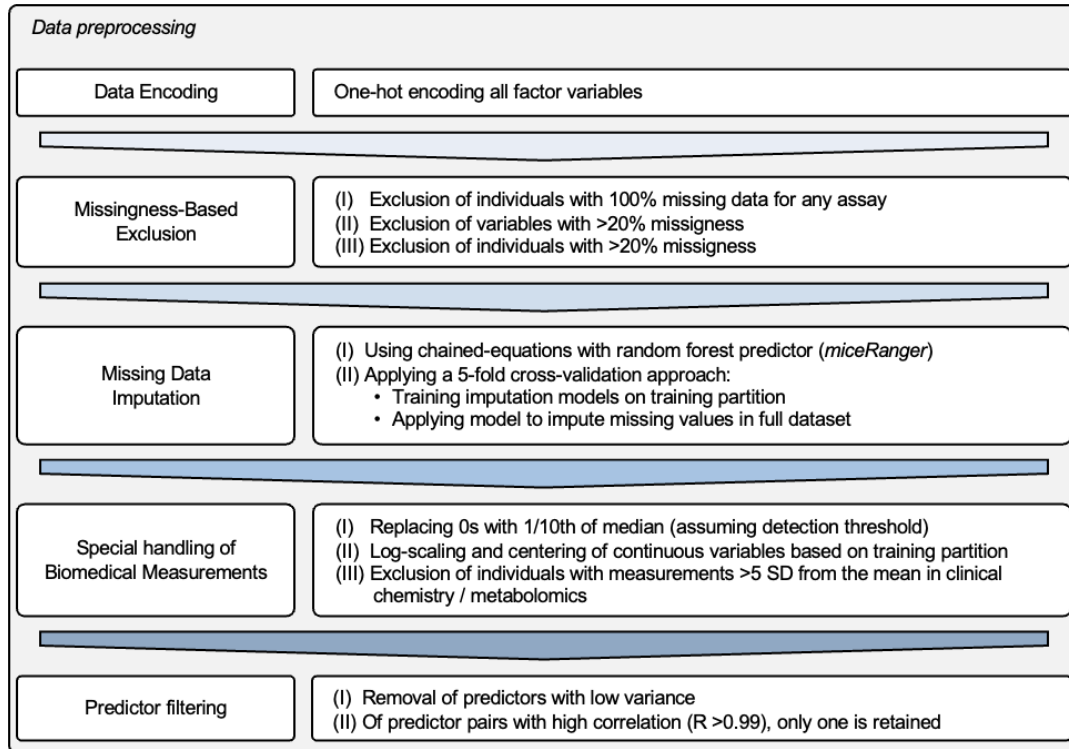 Data preprocessing
Data Encoding
One-hot encoding all factor variables
Missingness-Based
Exclusion
(I) Exclusion of individuals with 100% missing data for any assay
(II) Exclusion of variables with >20% missigness
(III) Exclusion of individuals with >20% missigness
Missing Data
Imputation
(I) Using chained-equations with random forest predictor (miceRanger)
(II) Applying a 5-fold cross-validation approach:
• Training imputation models on training partition
• Applying model to impute missing values in full dataset
Special handling of
Biomedical Measurements
(I) Replacing 0s with 1/10th of median (assuming detection threshold)
(II) Log-scaling and centering of continuous variables based on training partition
(III) Exclusion of individuals with measurements >5 SD from the mean in clinical
chemistry / metabolomics
Predictor filtering
(I) Removal of predictors with low variance
(II) Of predictor pairs with high correlation (R >0.99), only one is retained